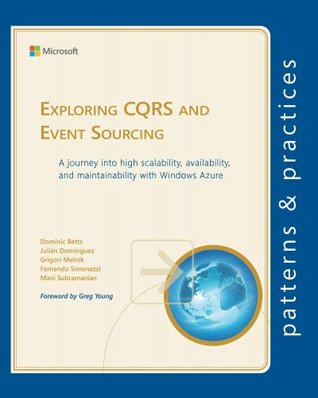 Microsoft
EXPLORING CQRS AND
EVENT SOURCING
A journey into high scalability, availability,
and maintainability with Windows Azure
Dominic Betts
Julián Domínguez
Grigori Melnik
Fernando Simonazzi
Mani Subramanian
Foreword by Greg Young
patterns & practices